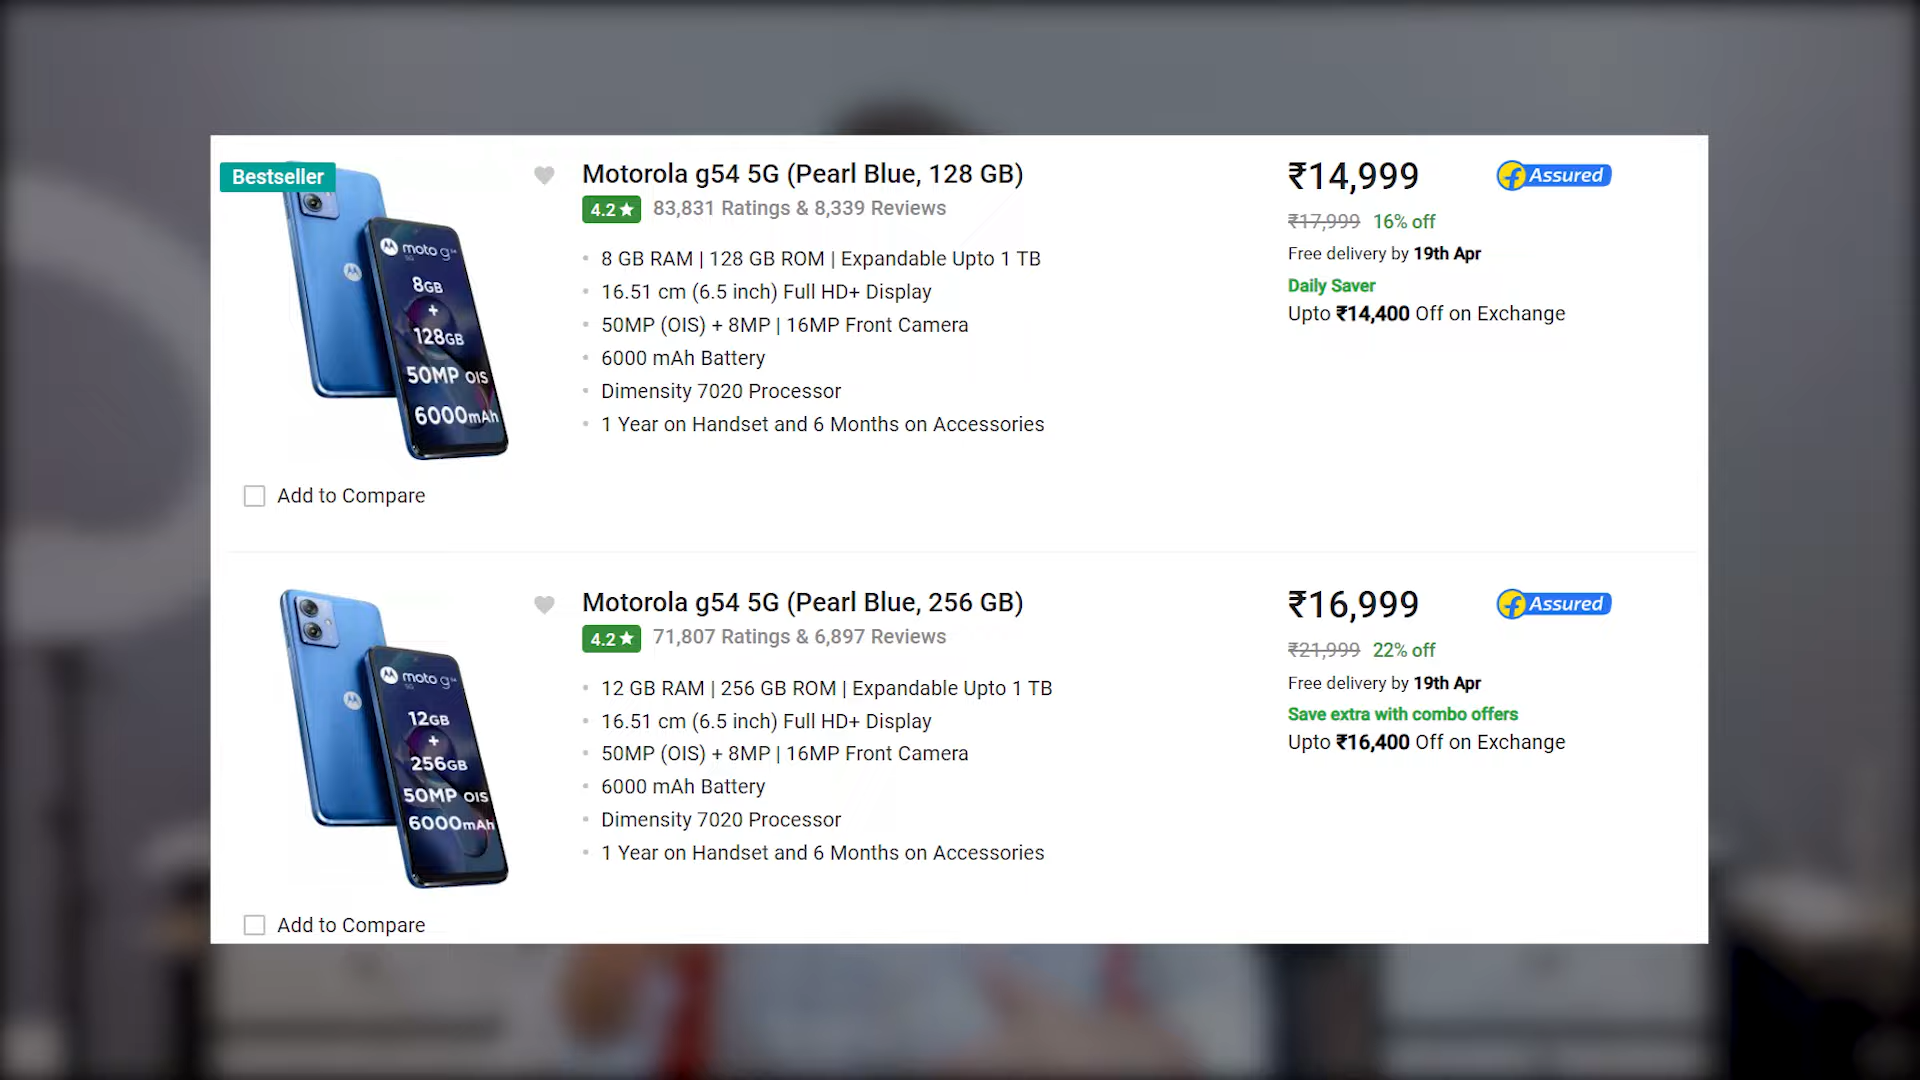 Bestseller
Motorola g54 5G (Pearl Blue, 128 GB)
4.2★ 83,831 Ratings & 8,339 Reviews
8 GB RAM | 128 GB ROM | Expandable Upto 1 TB
16.51 cm (6.5 inch) Full HD+ Display
50MP (OIS) + 8MP | 16MP Front Camera
6000 mAh Battery
Dimensity 7020 Processor
1 Year on Handset and 6 Months on Accessories
₹14,999
Assured
₹17,999 16% off
Free delivery by 19th Apr
Daily Saver
Upto ₹14,400 Off on Exchange
moto g54
5G
8GB
+
128GB
50MP OIS
6000mAh
Add to Compare
Motorola g54 5G (Pearl Blue, 256 GB)
4.2★ 71,807 Ratings & 6,897 Reviews
12 GB RAM | 256 GB ROM | Expandable Upto 1 TB
16.51 cm (6.5 inch) Full HD+ Display
50MP (OIS) + 8MP | 16MP Front Camera
6000 mAh Battery
Dimensity 7020 Processor
1 Year on Handset and 6 Months on Accessories
₹16,999
Assured
₹21,999 22% off
Free delivery by 19th Apr
Save extra with combo offers
Upto ₹16,400 Off on Exchange
moto g54
5G
12GB
+
256GB
50MP OIS
6000mAh
Add to Compare